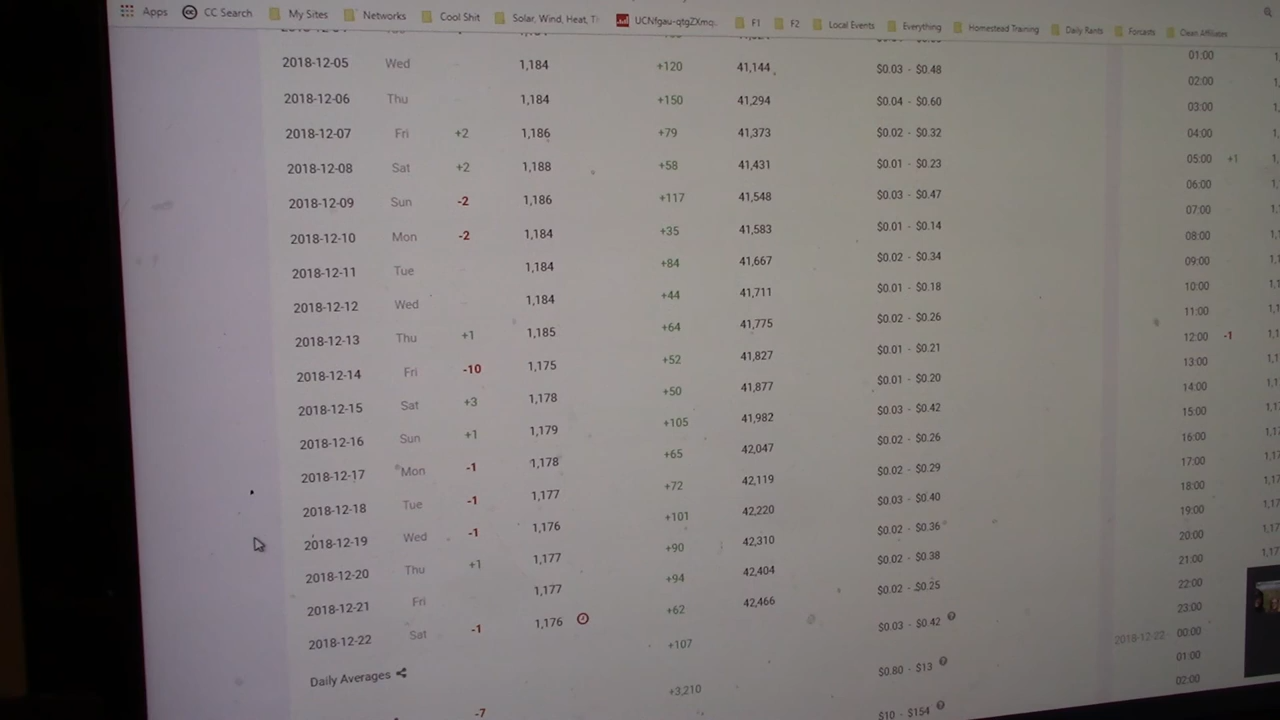 Apps CC Search My Sites Networks Cool Shit Solar, Wind, Heat, UCNfgau-qtgZXmq.. F1 F2 Local Events Everything Homestead Training Daily Rants Forcasts Clean Affiliates
2018-12-05 Wed 1,184 +120 41,144 $0.03 - $0.48
2018-12-06 Thu 1,184 +150 41,294 $0.04 - $0.60
2018-12-07 Fri +2 1,186 +79 41,373 $0.02 - $0.32
2018-12-08 Sat +2 1,188 +58 41,431 $0.01 - $0.23
2018-12-09 Sun -2 1,186 +117 41,548 $0.03 - $0.47
2018-12-10 Mon -2 1,184 +35 41,583 $0.01 - $0.14
2018-12-11 Tue 1,184 +84 41,667 $0.02 - $0.34
2018-12-12 Wed 1,184 +44 41,711 $0.01 - $0.18
2018-12-13 Thu +1 1,185 +64 41,775 $0.02 - $0.26
2018-12-14 Fri -10 1,175 +52 41,827 $0.01 - $0.21
2018-12-15 Sat +3 1,178 +50 41,877 $0.01 - $0.20
2018-12-16 Sun +1 1,179 +105 41,982 $0.03 - $0.42
2018-12-17 Mon -1 1,178 +65 42,047 $0.02 - $0.26
2018-12-18 Tue -1 1,177 +72 42,119 $0.02 - $0.29
2018-12-19 Wed -1 1,176 +101 42,220 $0.03 - $0.40
2018-12-20 Thu +1 1,177 +90 42,310 $0.02 - $0.36
2018-12-21 Fri 1,177 +94 42,404 $0.02 - $0.38
2018-12-22 Sat -1 1,176 +62 42,466 $0.02 - $0.25
Daily Averages +107 $0.03 - $0.42
+3,210 $0.80 - $13
-7 $10 - $154
01:00
02:00
03:00
04:00
05:00 +1
06:00
07:00
08:00
09:00
10:00
11:00
12:00 -1
13:00
14:00
15:00
16:00
17:00
18:00
19:00
20:00
21:00
22:00
23:00
2018-12-22 00:00
01:00
02:00